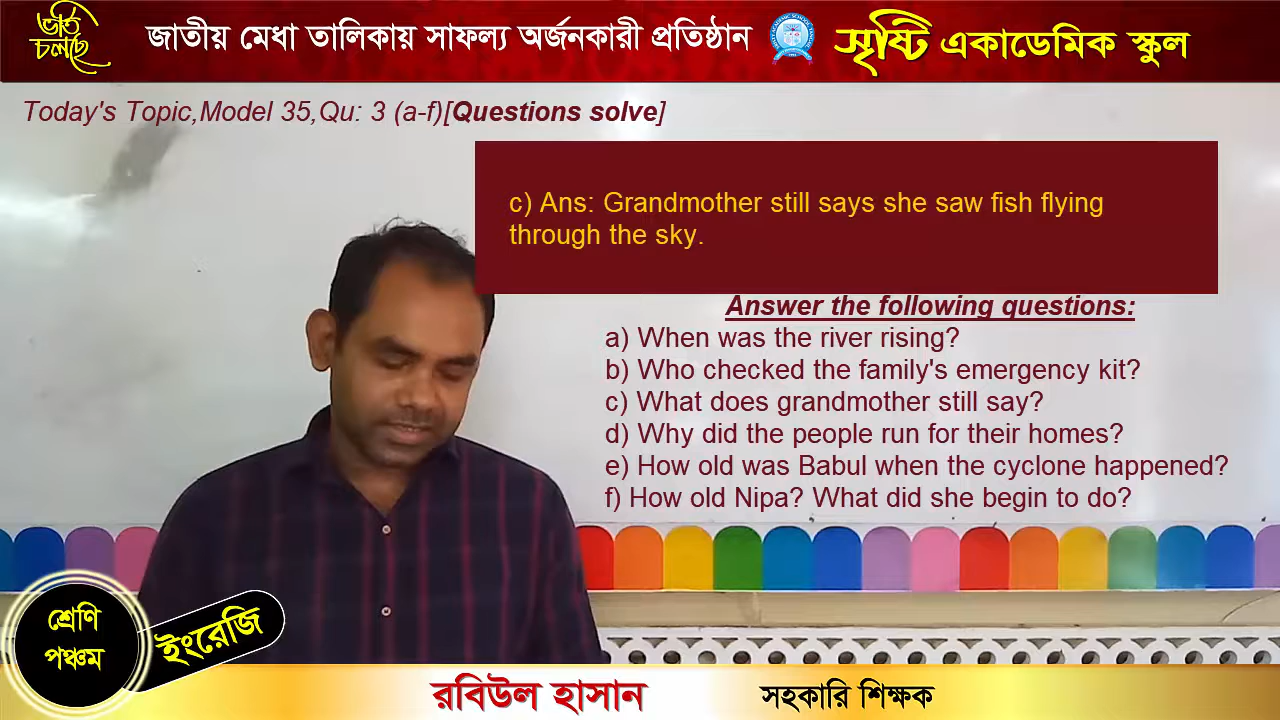 ভর্তি চলছে
জাতীয় মেধা তালিকায় সাফল্য অর্জনকারী প্রতিষ্ঠান
সৃষ্টি একাডেমিক স্কুল
Today's Topic,Model 35,Qu: 3 (a-f)[Questions solve]
c) Ans: Grandmother still says she saw fish flying
through the sky.
Answer the following questions:
a) When was the river rising?
b) Who checked the family's emergency kit?
c) What does grandmother still say?
d) Why did the people run for their homes?
e) How old was Babul when the cyclone happened?
f) How old Nipa? What did she begin to do?
শ্রেণি
পঞ্চম
ইংরেজি
রবিউল হাসান
সহকারি শিক্ষক